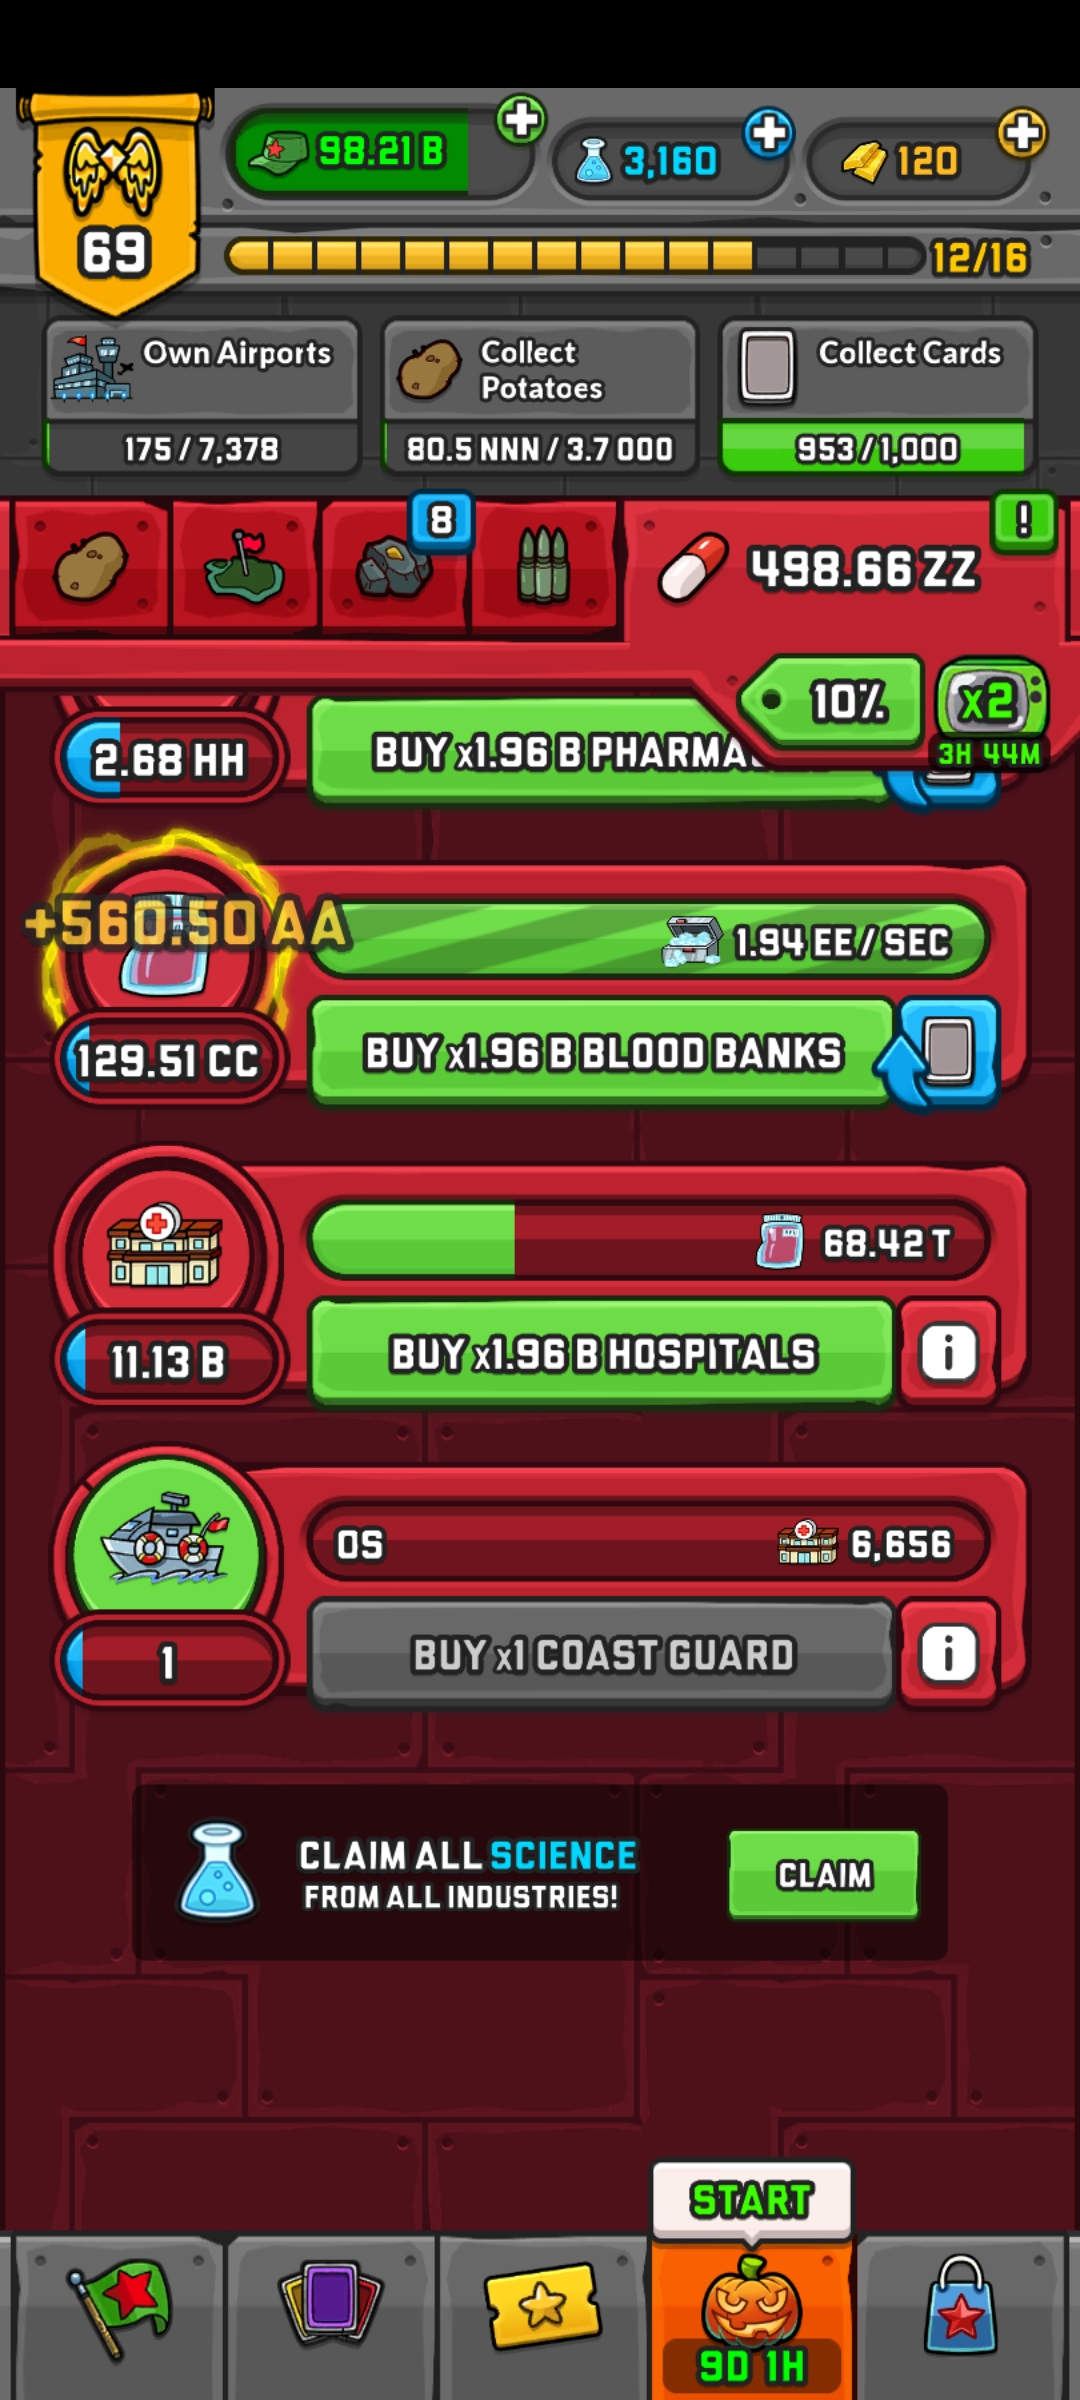 98.21 B
3,160
120
69
12/16
Own Airports
175 / 7,378
Collect
Potatoes
80.5 NNN / 3.7 OOO
Collect Cards
953 / 1,000
8
!
498.66 ZZ
10%
x2
3H 44M
2.68 HH
BUY x1.96 B
+560.50 AA
1.94 EE / SEC
129.51 CC
BUY x1.96 B BLOOD BANKS
68.42 T
11.13 B
BUY x1.96 B HOSPITALS
i
0S
6,656
1
BUY x1 COAST GUARD
i
CLAIM ALL SCIENCE
FROM ALL INDUSTRIES!
CLAIM
START
9D 1H